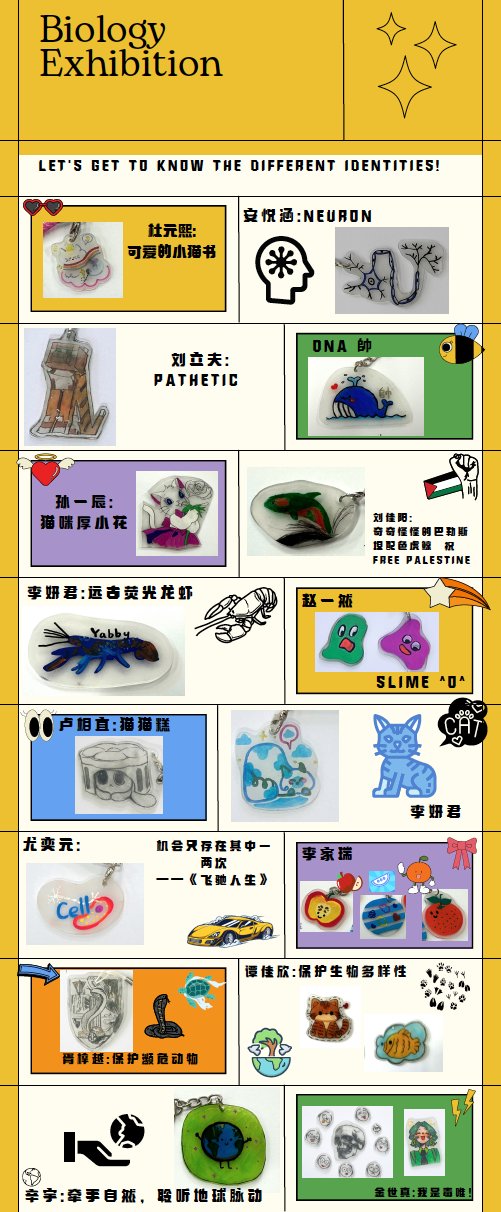 Biology
Exhibition
LET'S GET TO KNOW THE DIFFERENT IDENTITIES!
杜元熙:
可爱的小猫书
安悦涵:NEURON
刘立夫:
PATHETIC
DNA 帥
孙一辰:
猫咪厚小花
刘佳阳:
奇奇怪怪的巴勒斯
坦配色虎鲸 祝
FREE PALESTINE
李妍君:远古荧光龙虾
Yabby
赵一
SLIME ^0^
卢相宜:猫猫糕
CAT
李妍君
尤奕元:
机会只存在其中一
两次
——《飞驰人生》
Cell
李家瑞
肖焯越:保护濒危动物
谭佳欣:保护生物多样性
辛宇:牵手自然, 聆听地球脉动
金世真:我是毒唯!